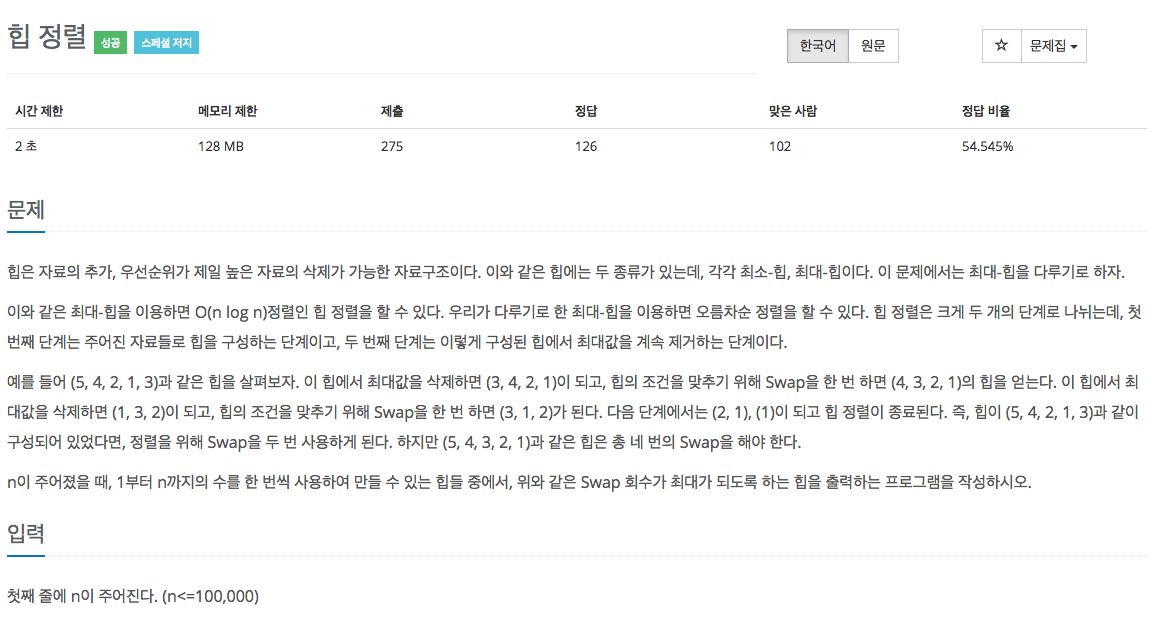 힙 정렬 성공 스페셜 저지 한국어 원문 ☆ 문제집
시간 제한 메모리 제한 제출 정답 맞은 사람 정답 비율
2 초 128 MB 275 126 102 54.545%
문제
힙은 자료의 추가, 우선순위가 제일 높은 자료의 삭제가 가능한 자료구조이다. 이와 같은 힙에는 두 종류가 있는데, 각각 최소-힙, 최대-힙이다. 이 문제에서는 최대-힙을 다루기로 하자.
이와 같은 최대-힙을 이용하면 O(n log n)정렬인 힙 정렬을 할 수 있다. 우리가 다루기로 한 최대-힙을 이용하면 오름차순 정렬을 할 수 있다. 힙 정렬은 크게 두 개의 단계로 나뉘는데, 첫
번째 단계는 주어진 자료들로 힙을 구성하는 단계이고, 두 번째 단계는 이렇게 구성된 힙에서 최대값을 계속 제거하는 단계이다.
예를 들어 (5, 4, 2, 1, 3)과 같은 힙을 살펴보자. 이 힙에서 최대값을 삭제하면 (3, 4, 2, 1)이 되고, 힙의 조건을 맞추기 위해 Swap을 한 번 하면 (4, 3, 2, 1)의 힙을 얻는다. 이 힙에서 최
대값을 삭제하면 (1, 3, 2)이 되고, 힙의 조건을 맞추기 위해 Swap을 한 번 하면 (3, 1, 2)가 된다. 다음 단계에서는 (2, 1), (1)이 되고 힙 정렬이 종료된다. 즉, 힙이 (5, 4, 2, 1, 3)과 같이
구성되어 있었다면, 정렬을 위해 Swap을 두 번 사용하게 된다. 하지만 (5, 4, 3, 2, 1)과 같은 힙은 총 네 번의 Swap을 해야 한다.
n이 주어졌을 때, 1부터 n까지의 수를 한 번씩 사용하여 만들 수 있는 힙들 중에서, 위와 같은 Swap 회수가 최대가 되도록 하는 힙을 출력하는 프로그램을 작성하시오.
입력
첫째 줄에 n이 주어진다. (n<=100,000)